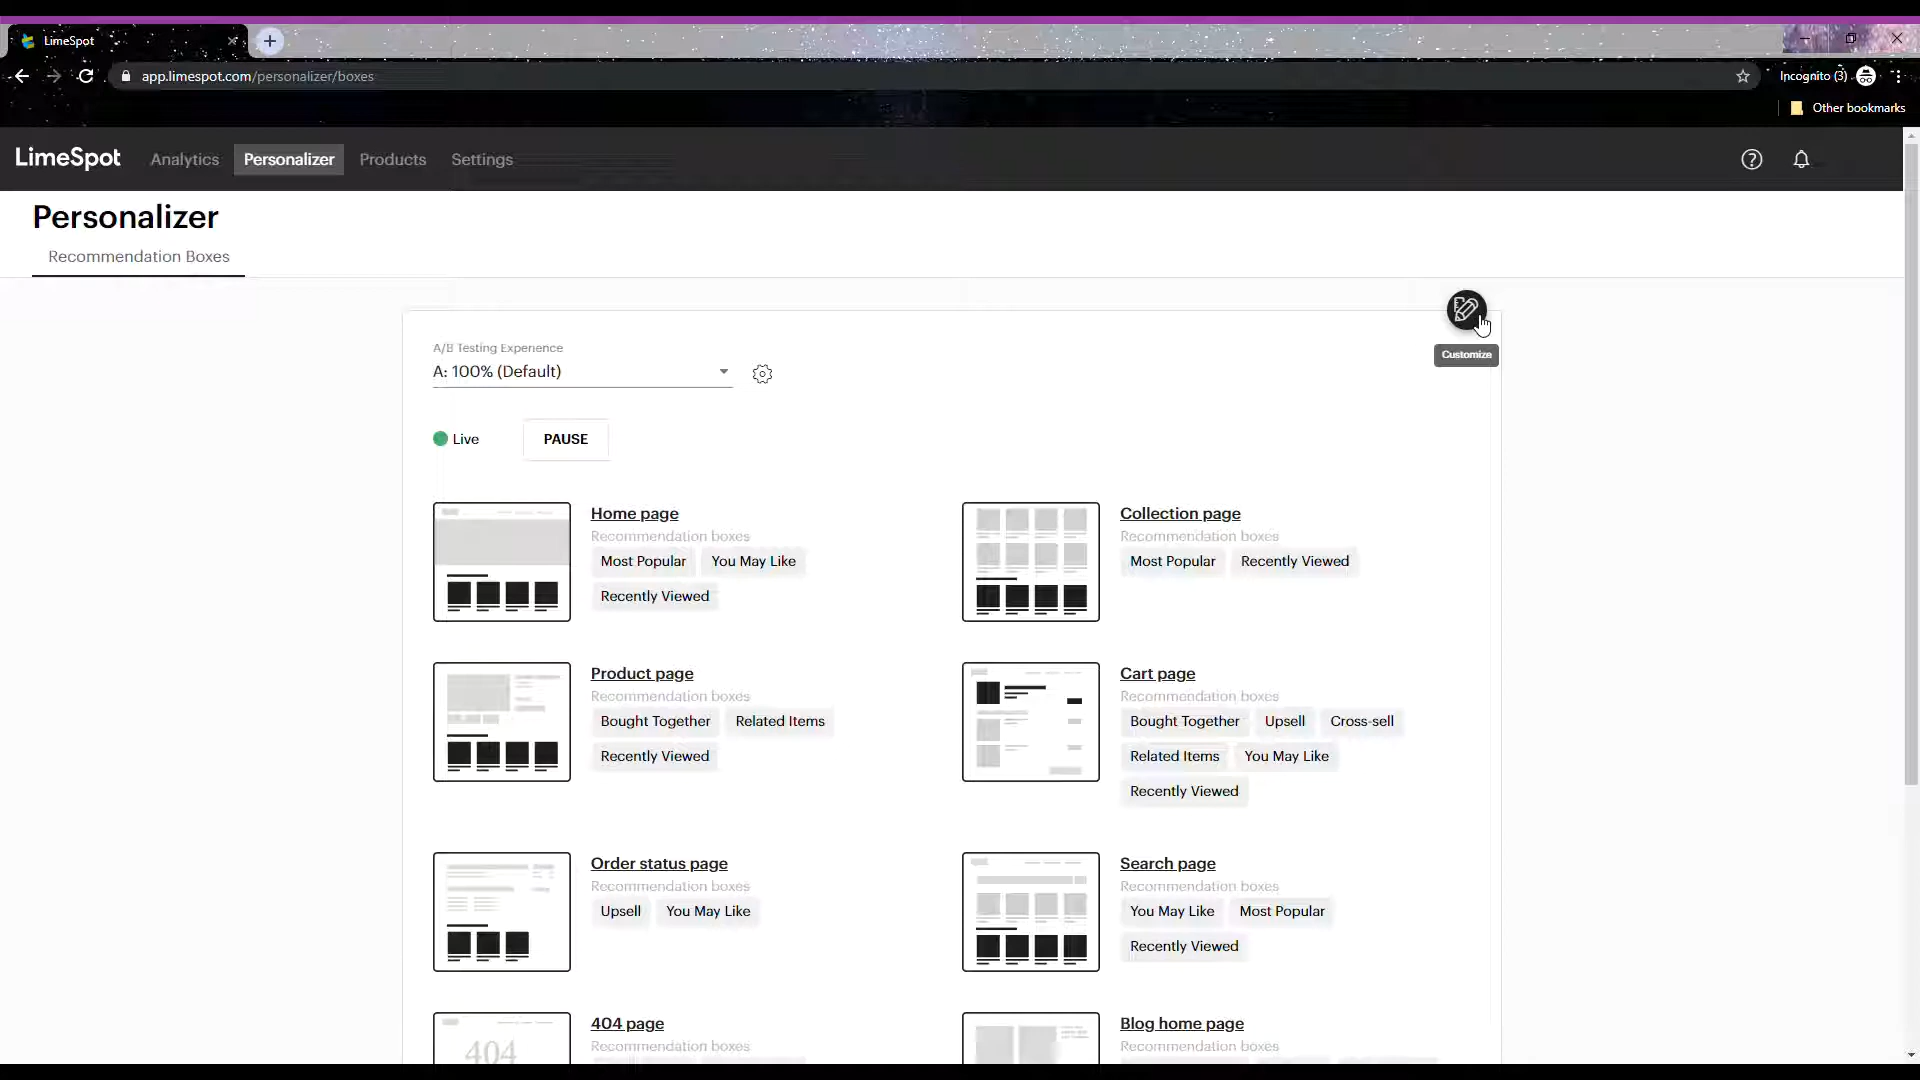 LimeSpot
app.limespot.com/personalizer/boxes
Incognito (3)
Other bookmarks
LimeSpot Analytics Personalizer Products Settings
Personalizer
Recommendation Boxes
Customize
A/B Testing Experience
A: 100% (Default)
Live PAUSE
Home page
Recommendation boxes
Most Popular You May Like
Recently Viewed
Collection page
Recommendation boxes
Most Popular Recently Viewed
Product page
Recommendation boxes
Bought Together Related Items
Recently Viewed
Cart page
Recommendation boxes
Bought Together Upsell Cross-sell
Related Items You May Like
Recently Viewed
Order status page
Recommendation boxes
Upsell You May Like
Search page
Recommendation boxes
You May Like Most Popular
Recently Viewed
404
404 page
Recommendation boxes
Blog home page
Recommendation boxes